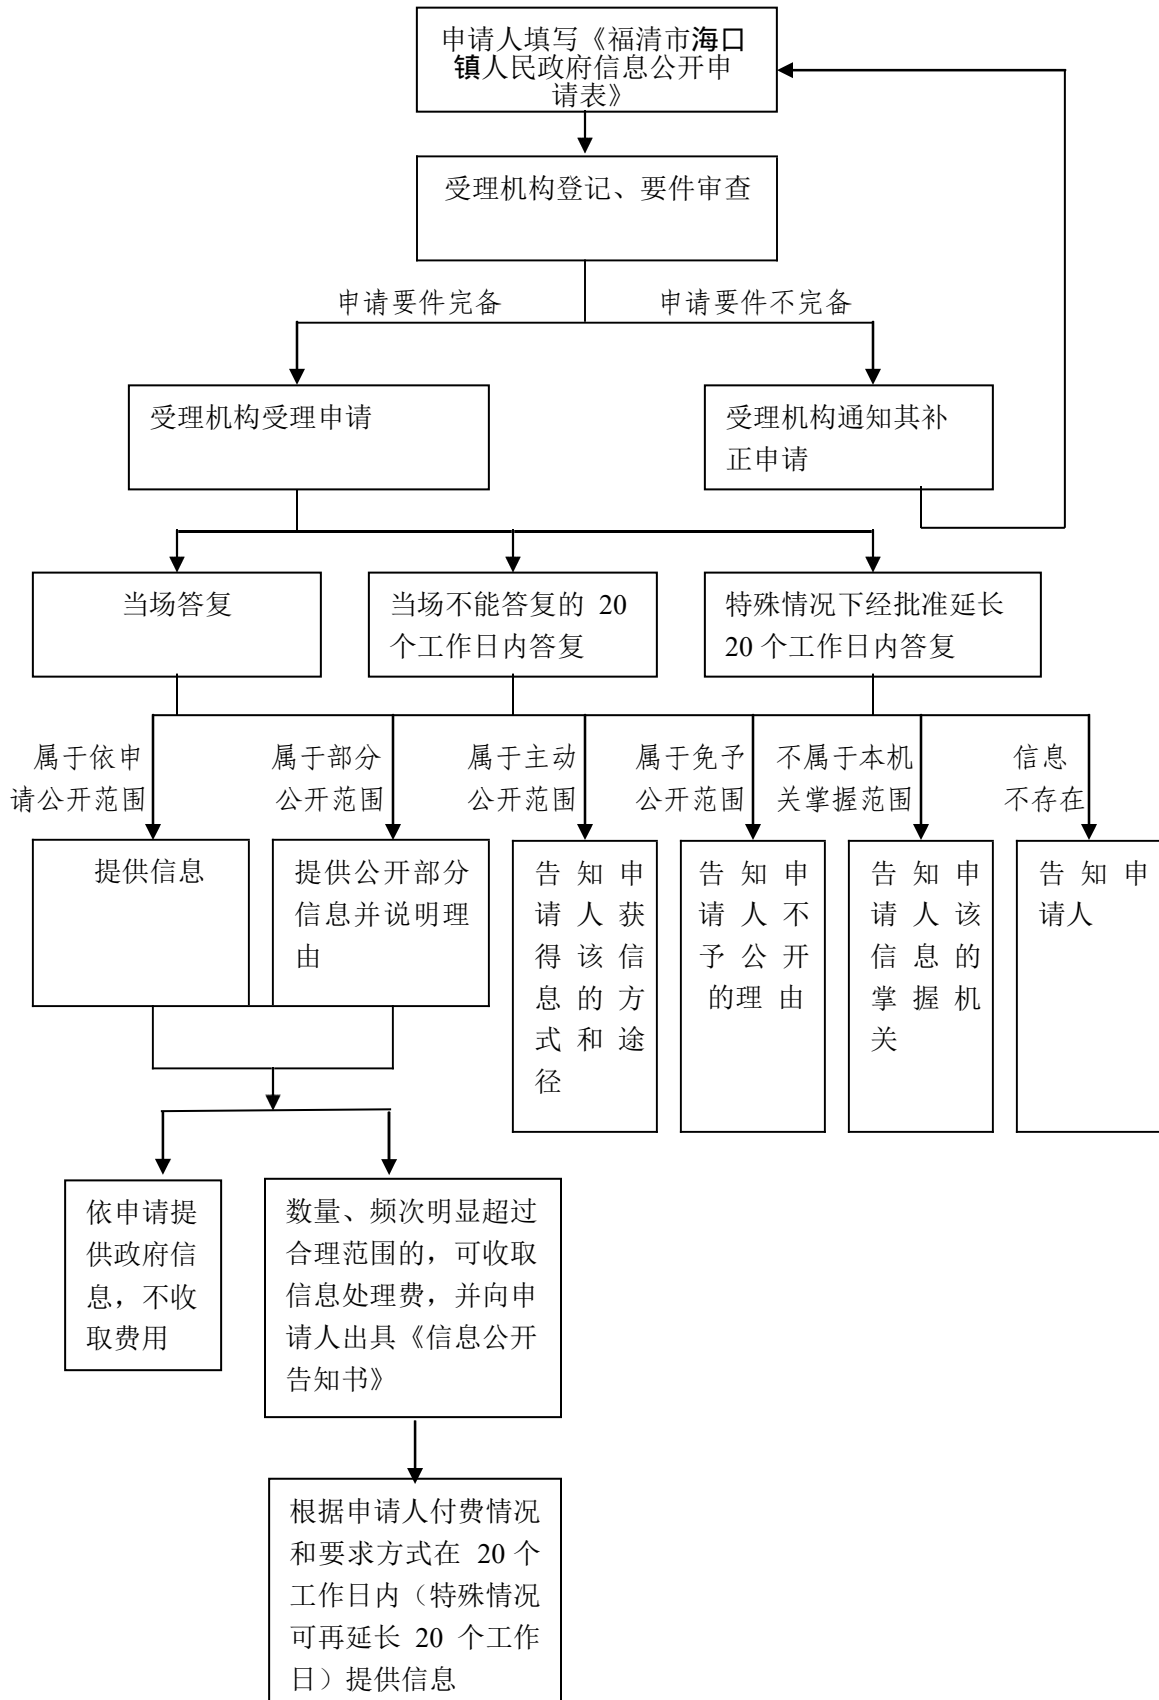 申请人填写《福清市海口
镇人民政府信息公开申
请表》
受理机构登记、要件审查
申请要件完备
申请要件不完备
受理机构受理申请
受理机构通知其补
正申请
当场答复
当场不能答复的 20
个工作日内答复
特殊情况下经批准延长
20 个工作日内答复
属于依申
请公开范围
属于部分
公开范围
属于主动
公开范围
属于免予
公开范围
不属于本机
关掌握范围
信息
不存在
提供信息
提供公开部分
信息并说明理
由
告知申
请人获
得该信
息的方
式和途
径
告知申
请人不
予公开
的理由
告知申
请人该
信息的
掌握机
关
告知申
请人
依申请提
供政府信
息，不收
取费用
数量、频次明显超过
合理范围的，可收取
信息处理费，并向申
请人出具《信息公开
告知书》
根据申请人付费情况
和要求方式在 20 个
工作日内（特殊情况
可再延长 20 个工作
日）提供信息